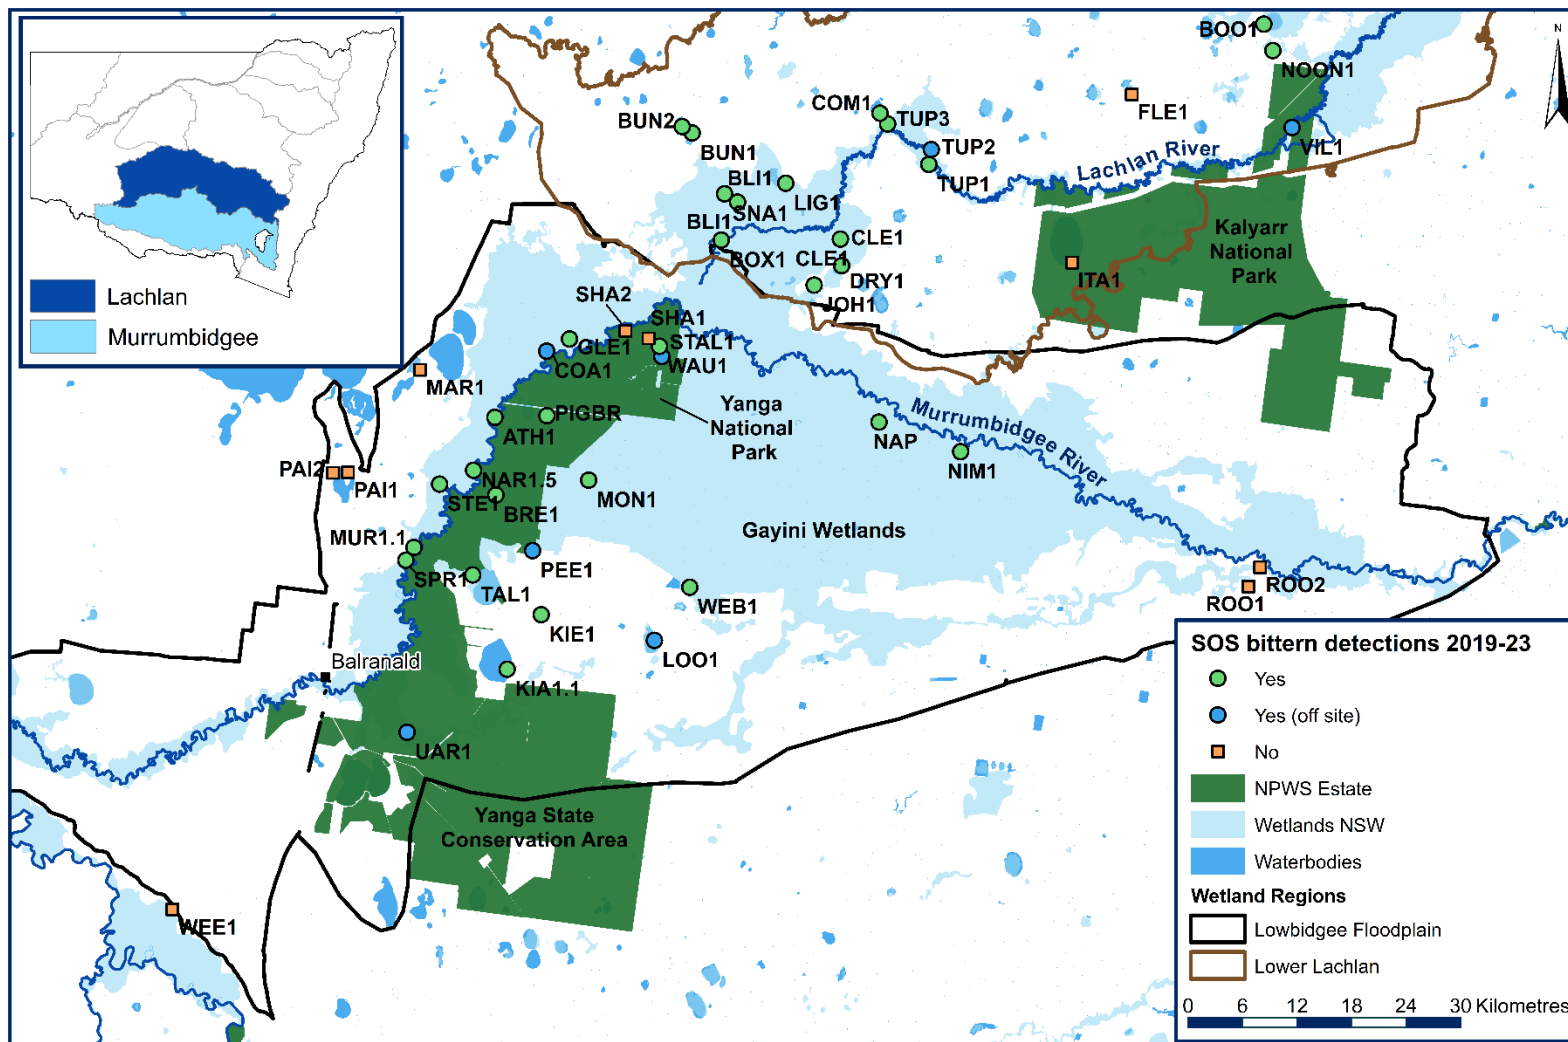 Lachlan
Murrumbidgee
BOO1
NOON1
N
FLE1
COM1
TUP3
BUN2
BUN1
TUP2
TUP1
VIL1
Lachlan River
BLI1
LIG1
SNA1
BLI1
BOX1
CLE1
CLE1
DRY1
JOH1
Kalyarr
National
Park
ITA1
SHA2
SHA1
STAL1
WAU1
GLE1
COA1
MAR1
Yanga
National
Park
PIGBR
ATH1
Murrumbidgee River
NAP
NIM1
PAI2
PAI1
NAR1.5
STE1
BRE1
MON1
Gayini Wetlands
MUR1.1
SPR1
PEE1
TAL1
WEB1
ROO2
ROO1
KIE1
LOO1
Balranald
KIA1.1
UAR1
Yanga State
Conservation Area
WEE1
SOS bittern detections 2019-23
Yes
Yes (off site)
No
NPWS Estate
Wetlands NSW
Waterbodies
Wetland Regions
Lowbidgee Floodplain
Lower Lachlan
0 6 12 18 24 30 Kilometres